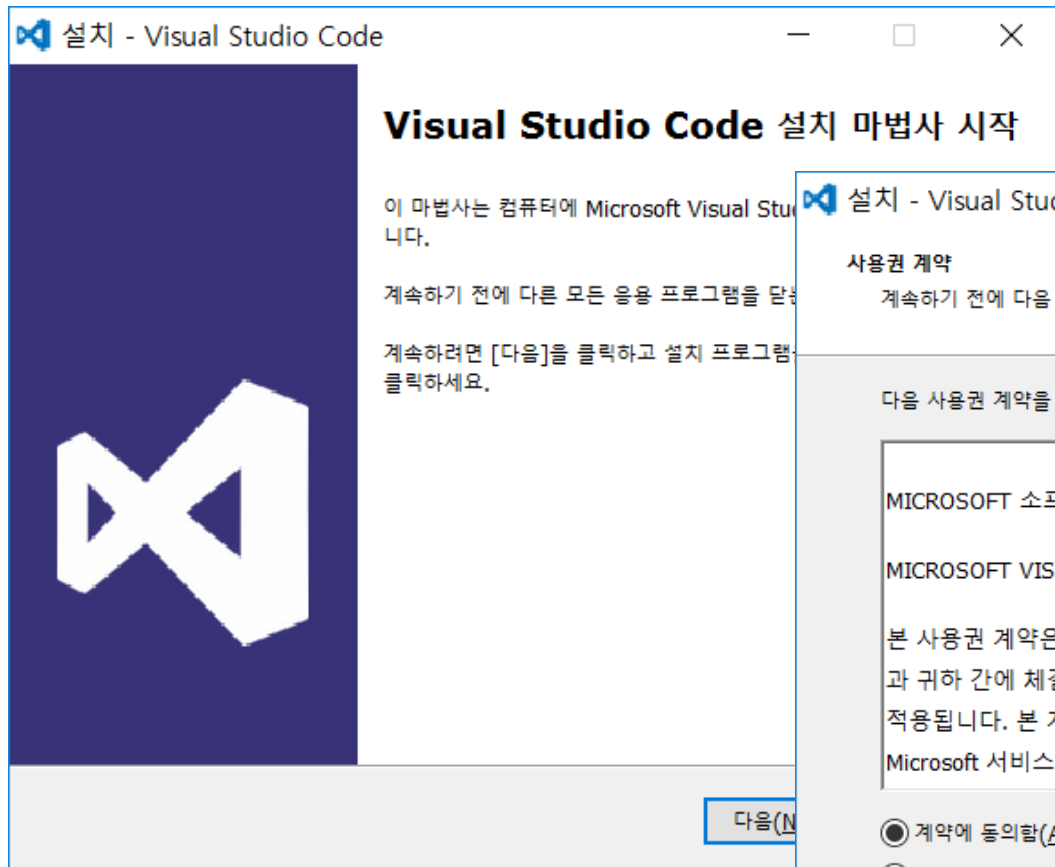 설치 - Visual Studio Code
Visual Studio Code 설치 마법사 시작
이 마법사는 컴퓨터에 Microsoft Visual Stu
니다.
계속하기 전에 다른 모든 응용 프로그램을
계속하려면 [다음]을 클릭하고 설치 프로그램
클릭하세요.
다음(N
설치 - Visual Stu
사용권 계약
계속하기 전에 다음
다음 사용권 계약을
MICROSOFT
MICROSOFT VIS
본 사용권 계약은
과 귀하 간에
적용됩니다. 본
Microsoft 서비스
계약에 동의함(A